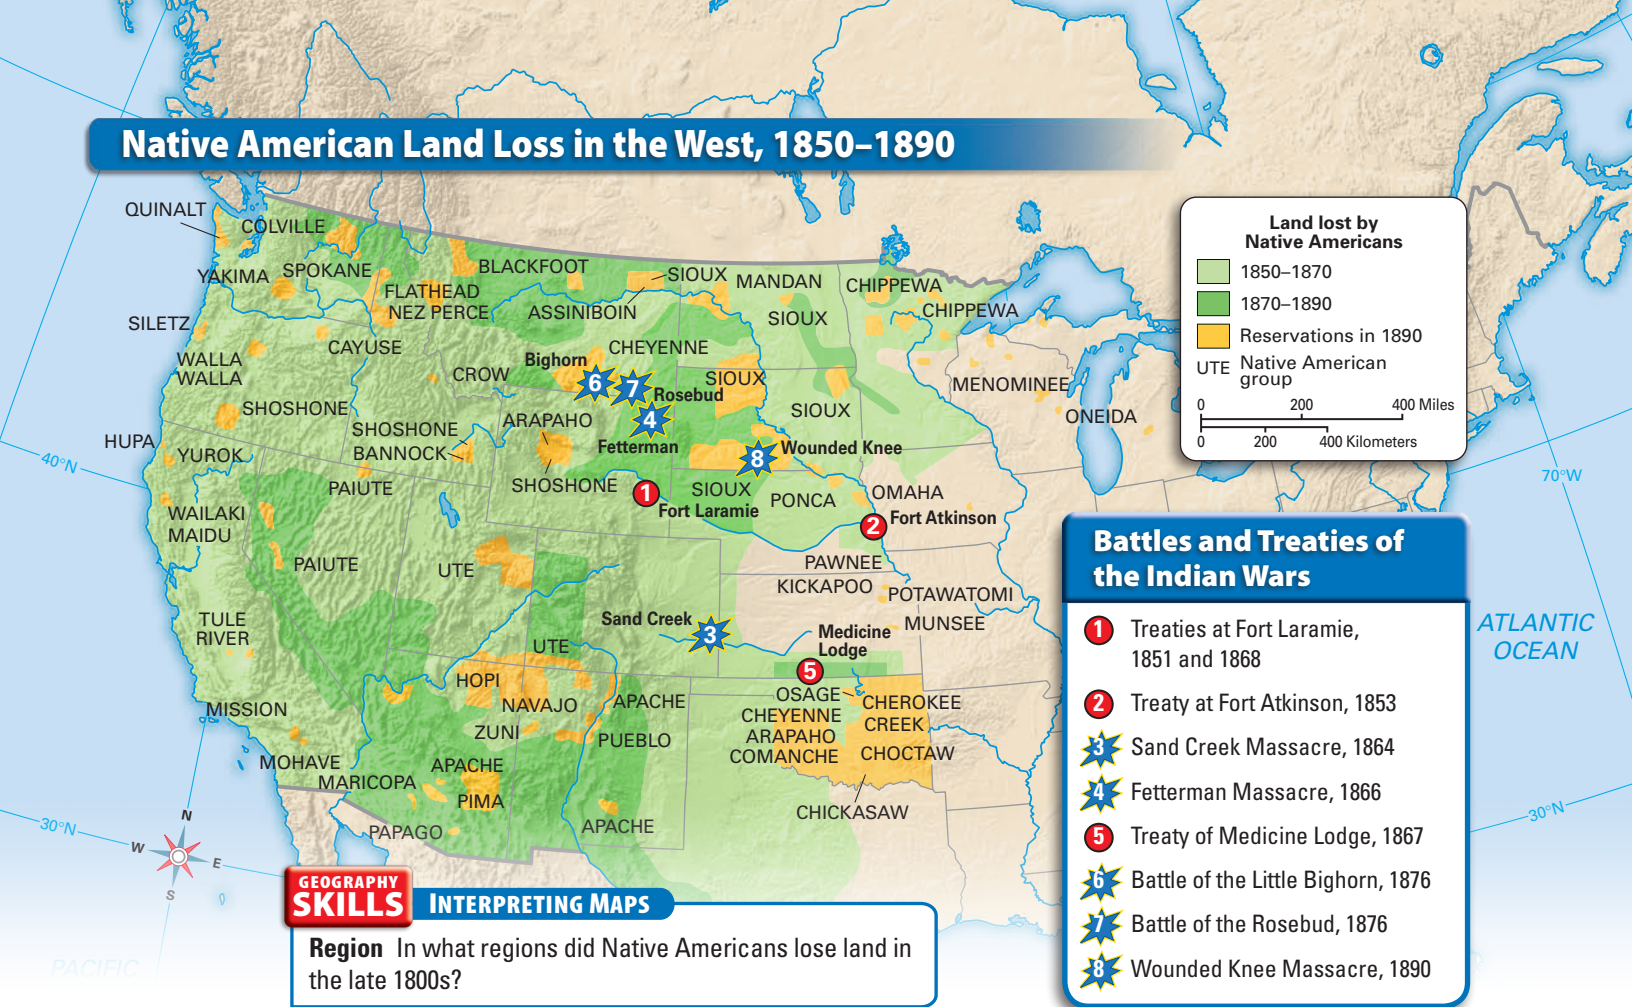 Native American Land Loss in the West, 1850–1890
QUINALT
COLVILLE
YAKIMA
SPOKANE
BLACKFOOT
SIOUX
MANDAN
CHIPPEWA
FLATHEAD
NEZ PERCE
ASSINIBOIN
SIOUX
CHIPPEWA
SILETZ
CAYUSE
CHEYENNE
WALLA
WALLA
Bighorn
6
7
CROW
Rosebud
SIOUX
MENOMINEE
SHOSHONE
ARAPAHO
4
SIOUX
ONEIDA
HUPA
YUROK
SHOSHONE
BANNOCK
Fetterman
8
Wounded Knee
40°N
PAIUTE
SHOSHONE
1
Fort Laramie
SIOUX
PONCA
OMAHA
2
Fort Atkinson
WAILAKI
MAIDU
PAIUTE
UTE
PAWNEE
KICKAPOO
POTAWATOMI
TULE
RIVER
Sand Creek
3
MUNSEE
UTE
Medicine
Lodge
5
HOPI
NAVAJO
APACHE
OSAGE
CHEROKEE
MISSION
ZUNI
PUEBLO
CHEYENNE
ARAPAHO
COMANCHE
CREEK
CHOCTAW
MOHAVE
MARICOPA
APACHE
PIMA
CHICKASAW
PAPAGO
APACHE
30°N
N
W
E
S
PACIFIC
Land lost by
Native Americans
1850–1870
1870–1890
Reservations in 1890
UTE Native American
group
0 200 400 Miles
0 200 400 Kilometers
70°W
ATLANTIC
OCEAN
30°N
Battles and Treaties of
the Indian Wars
1 Treaties at Fort Laramie,
1851 and 1868
2 Treaty at Fort Atkinson, 1853
3 Sand Creek Massacre, 1864
4 Fetterman Massacre, 1866
5 Treaty of Medicine Lodge, 1867
6 Battle of the Little Bighorn, 1876
7 Battle of the Rosebud, 1876
8 Wounded Knee Massacre, 1890
GEOGRAPHY
SKILLS
INTERPRETING MAPS
Region In what regions did Native Americans lose land in
the late 1800s?